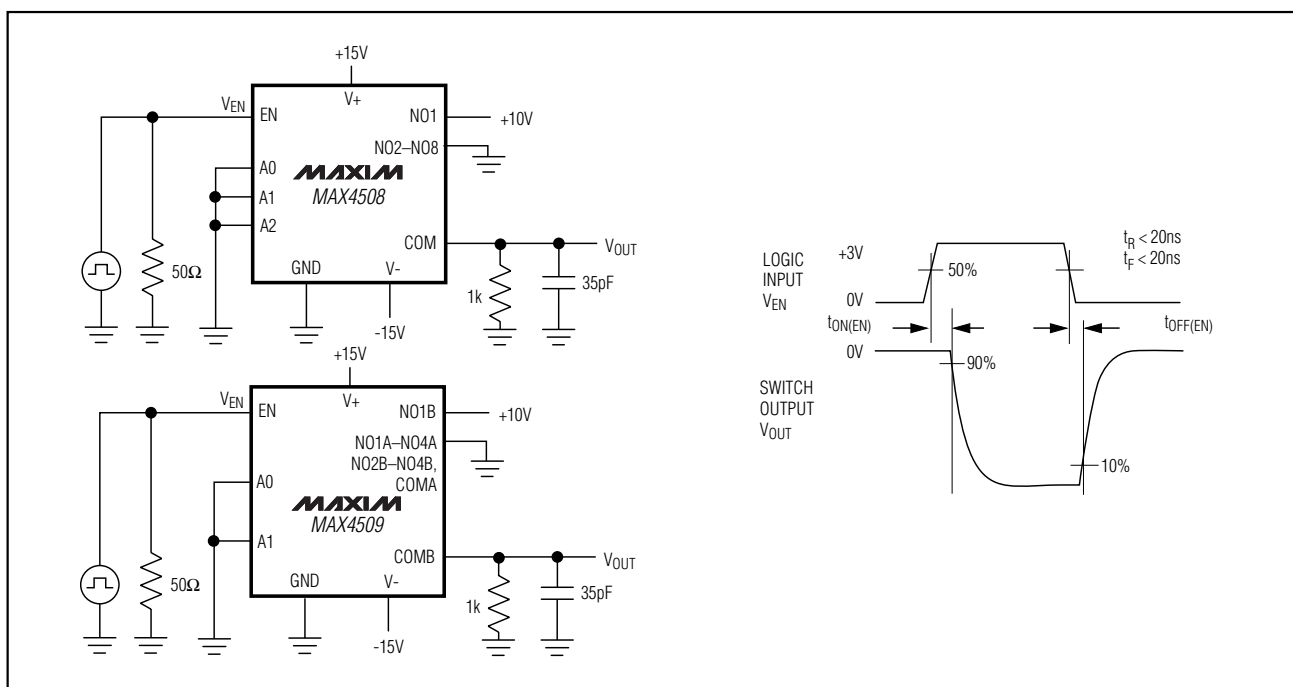 +15V
V+
VEN
EN
NO1
+10V
NO2–NO8
A0
A1
A2
MAXIM
MAX4508
COM
VOUT
GND
V-
50Ω
1k
35pF
-15V
+15V
V+
VEN
EN
NO1B
+10V
NO1A–NO4A
NO2B–NO4B,
COMA
A0
A1
MAXIM
MAX4509
COMB
VOUT
GND
V-
50Ω
1k
35pF
-15V
LOGIC
INPUT
VEN
+3V
50%
0V
tR < 20ns
tF < 20ns
tON(EN)
tOFF(EN)
0V
90%
SWITCH
OUTPUT
VOUT
10%